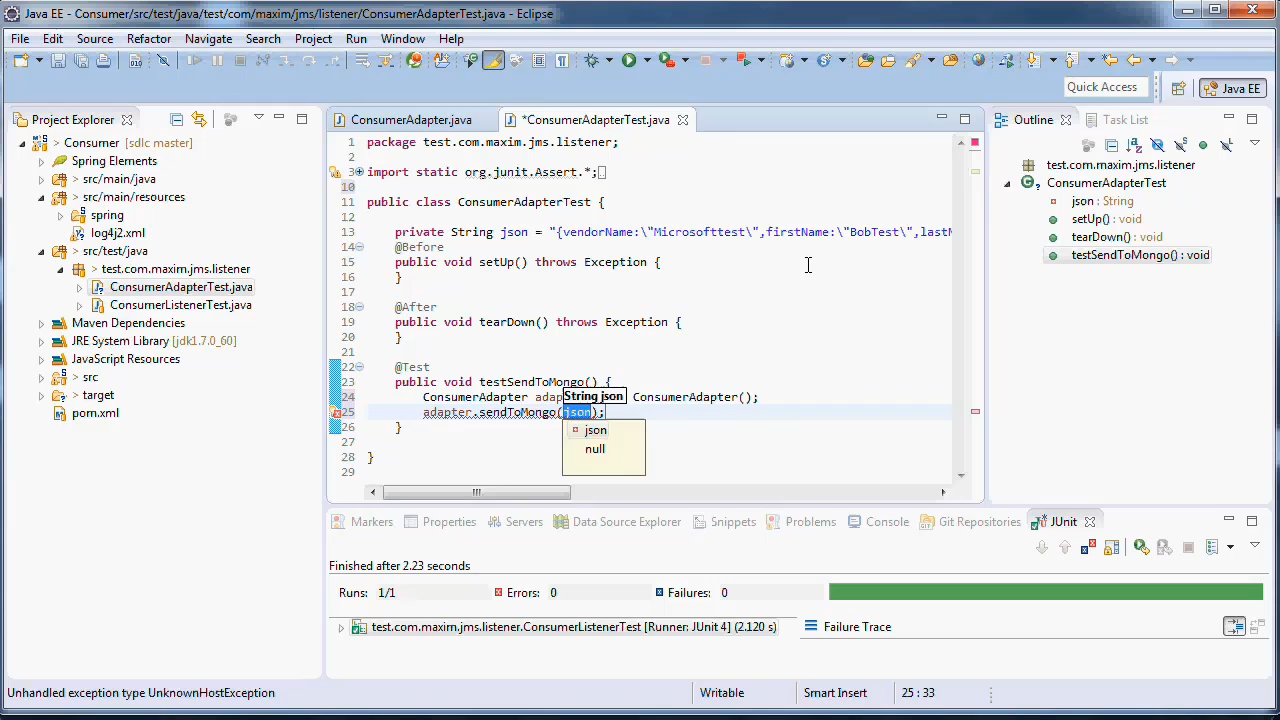 Java EE - Consumer/src/test/java/test/com/maxim/jms/listener/ConsumerAdapterTest.java - Eclipse
File Edit Source Refactor Navigate Search Project Run Window Help
Quick Access
Java EE
Project Explorer
Consumer [sdlc master]
Spring Elements
> src/main/java
> src/main/resources
spring
log4j2.xml
> src/test/java
> test.com.maxim.jms.listener
ConsumerAdapterTest.java
ConsumerListenerTest.java
Maven Dependencies
JRE System Library [jdk1.7.0_60]
JavaScript Resources
> src
> target
porn.xml
ConsumerAdapter.java
*ConsumerAdapterTest.java
1 package test.com.maxim.jms.listener;
2
3 import static org.junit.Assert.*;
10
11 public class ConsumerAdapterTest {
12
13 private String json = "{vendorName:\"Microsofttest\",firstName:\"BobTest\",lastN
14 @Before
15 public void setUp() throws Exception {
16 }
17
18 @After
19 public void tearDown() throws Exception {
20 }
21
22 @Test
23 public void testSendToMongo() {
24 ConsumerAdapter adap ConsumerAdapter();
String json
25 adapter.sendToMongo(json);
26 }
json
null
27
28 }
29
Outline
Task List
test.com.maxim.jms.listener
ConsumerAdapterTest
json : String
setUp() : void
tearDown() : void
testSendToMongo() : void
Markers Properties Servers Data Source Explorer Snippets Problems Console Git Repositories JUnit
Finished after 2.23 seconds
Runs: 1/1 Errors: 0 Failures: 0
test.com.maxim.jms.listener.ConsumerListenerTest [Runner: JUnit 4] (2.120 s)
Failure Trace
Unhandled exception type UnknownHostException
Writable
Smart Insert
25 : 33